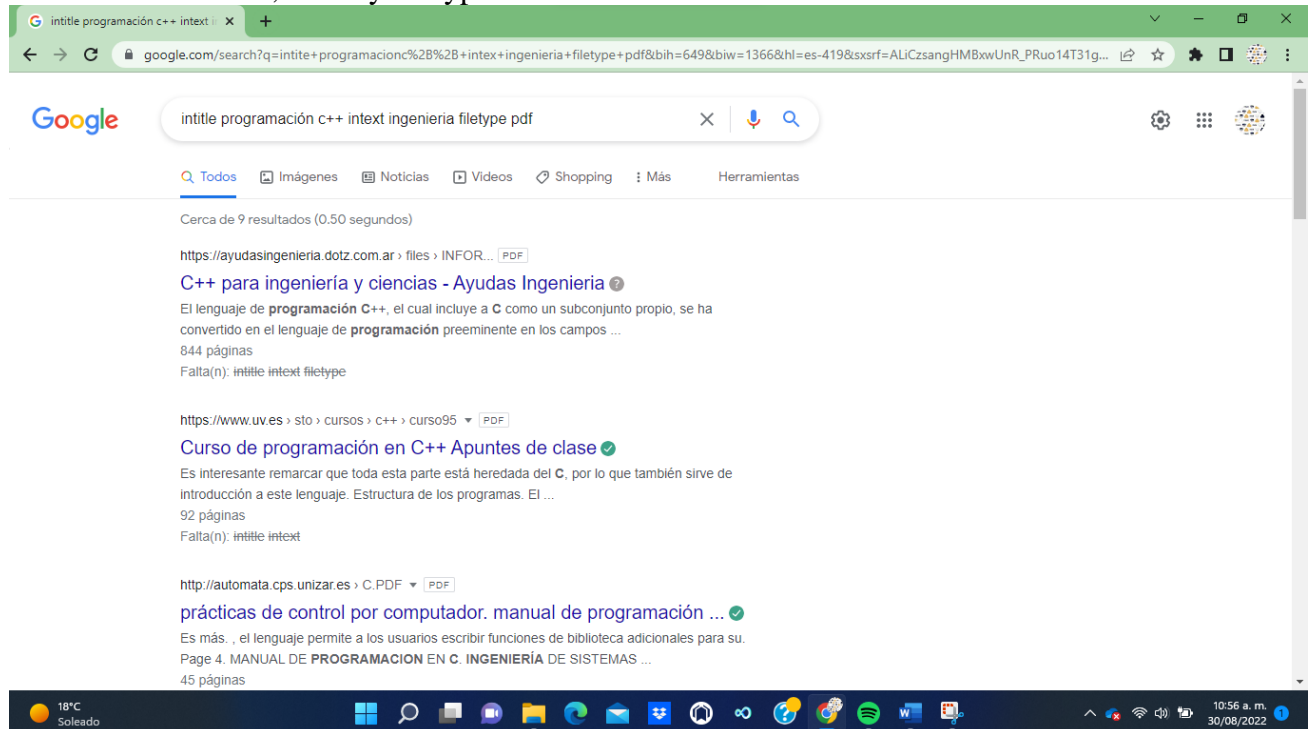 intitle programación c++ intext i
google.com/search?q=intite+programacionc%2B%2B+intex+ingenieria+filetype+pdf&bih=649&biw=1366&hl=es-419&sxsrf=ALiCzsangHMBxwUnR_PRuo14T31g...
Google
intitle programación c++ intext ingenieria filetype pdf
Todos Imágenes Noticias Videos Shopping Más Herramientas
Cerca de 9 resultados (0.50 segundos)
https://ayudasingenieria.dotz.com.ar › files › INFOR... PDF
C++ para ingeniería y ciencias - Ayudas Ingenieria
El lenguaje de programación C++, el cual incluye a C como un subconjunto propio, se ha
convertido en el lenguaje de programación preeminente en los campos ...
844 páginas
Falta(n): intitle intext filetype
https://www.uv.es › sto › cursos › c++ › curso95 PDF
Curso de programación en C++ Apuntes de clase
Es interesante remarcar que toda esta parte está heredada del C, por lo que también sirve de
introducción a este lenguaje. Estructura de los programas. El ...
92 páginas
Falta(n): intitle intext
http://automata.cps.unizar.es › C.PDF PDF
prácticas de control por computador. manual de programación ...
Es más. , el lenguaje permite a los usuarios escribir funciones de biblioteca adicionales para su.
Page 4. MANUAL DE PROGRAMACION EN C. INGENIERÍA DE SISTEMAS ...
45 páginas
18°C
Soleado
10:56 a. m.
30/08/2022
1